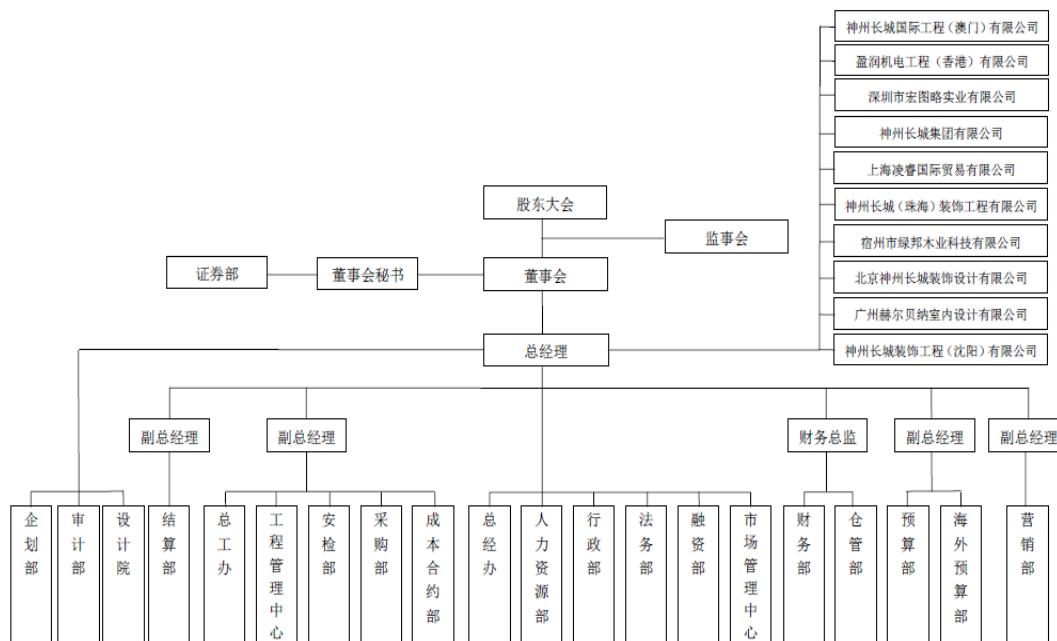 神州长城国际工程（澳门）有限公司
盈润机电工程（香港）有限公司
深圳市宏图略实业有限公司
神州长城集团有限公司
上海凌睿国际贸易有限公司
神州长城（珠海）装饰工程有限公司
宿州市绿邦木业科技有限公司
北京神州长城装饰设计有限公司
广州赫尔贝纳室内设计有限公司
神州长城装饰工程（沈阳）有限公司
股东大会
监事会
证券部
董事会秘书
董事会
总经理
副总经理
副总经理
财务总监
副总经理
副总经理
企划部
审计部
设计院
结算部
总工办
工程管理中心
安检部
采购部
成本合约部
总经办
人力资源部
行政部
法务部
融资部
市场管理中心
财务部
仓管部
预算部
海外预算部
营销部